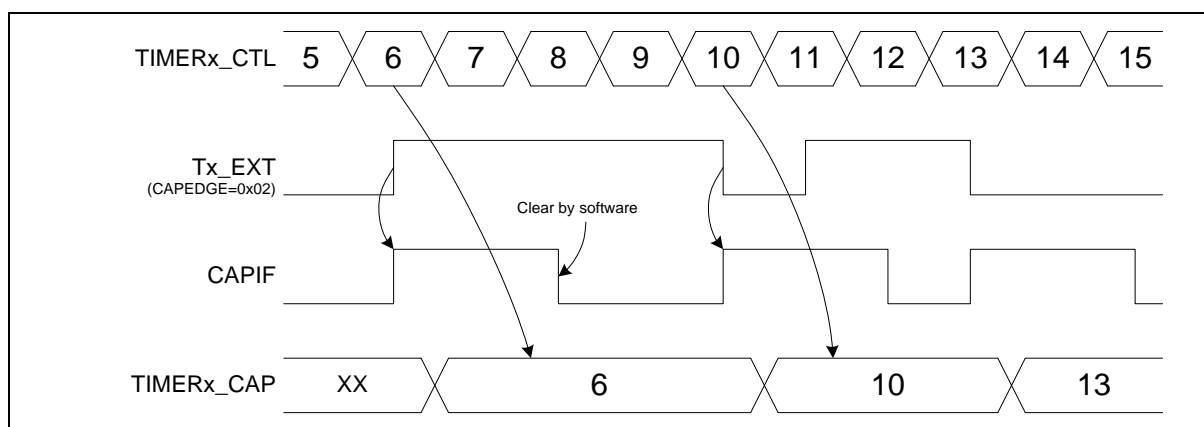 TIMERx_CTL 5 6 7 8 9 10 11 12 13 14 15
Tx_EXT
(CAPEDGE=0x02)
Clear by software
CAPIF
TIMERx_CAP XX 6 10 13